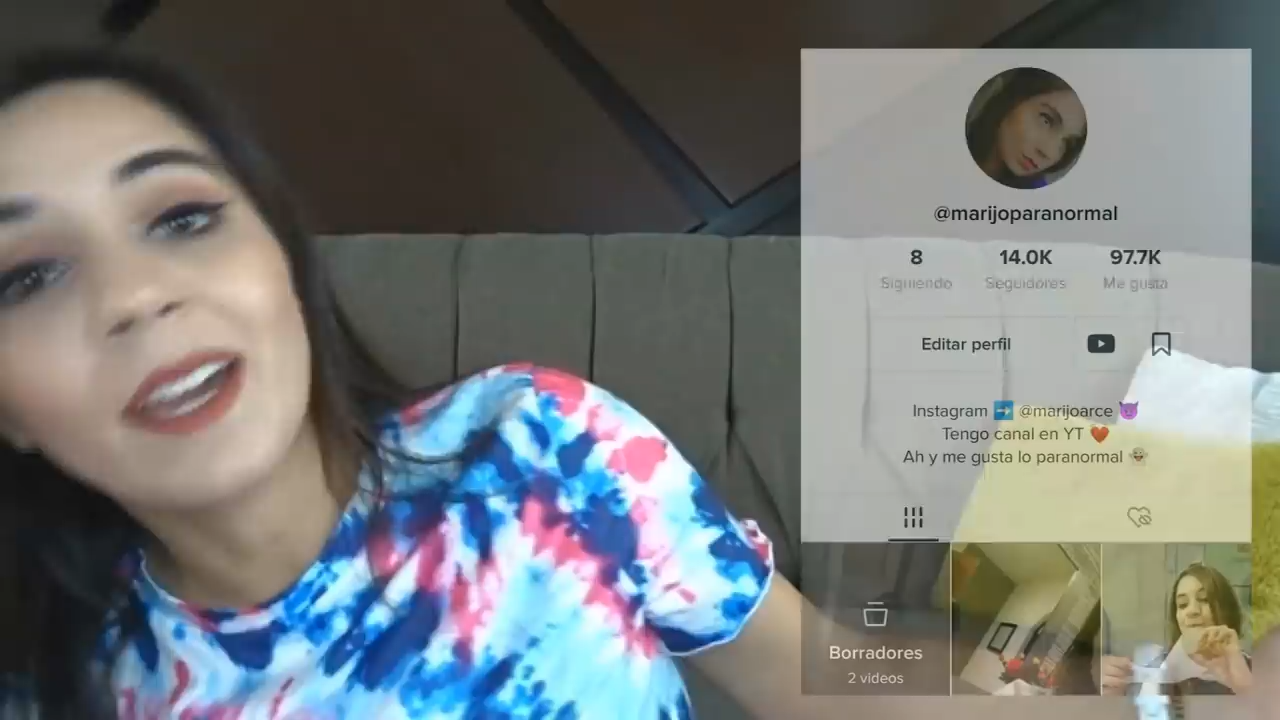 @marijoparanormal
8 14.0K 97.7K
Siguiendo Seguidores Me gusta
Editar perfil
Instagram ➡️ @marijoarce 😈
Tengo canal en YT ❤️
Ah y me gusta lo paranormal 👻
Borradores
2 videos